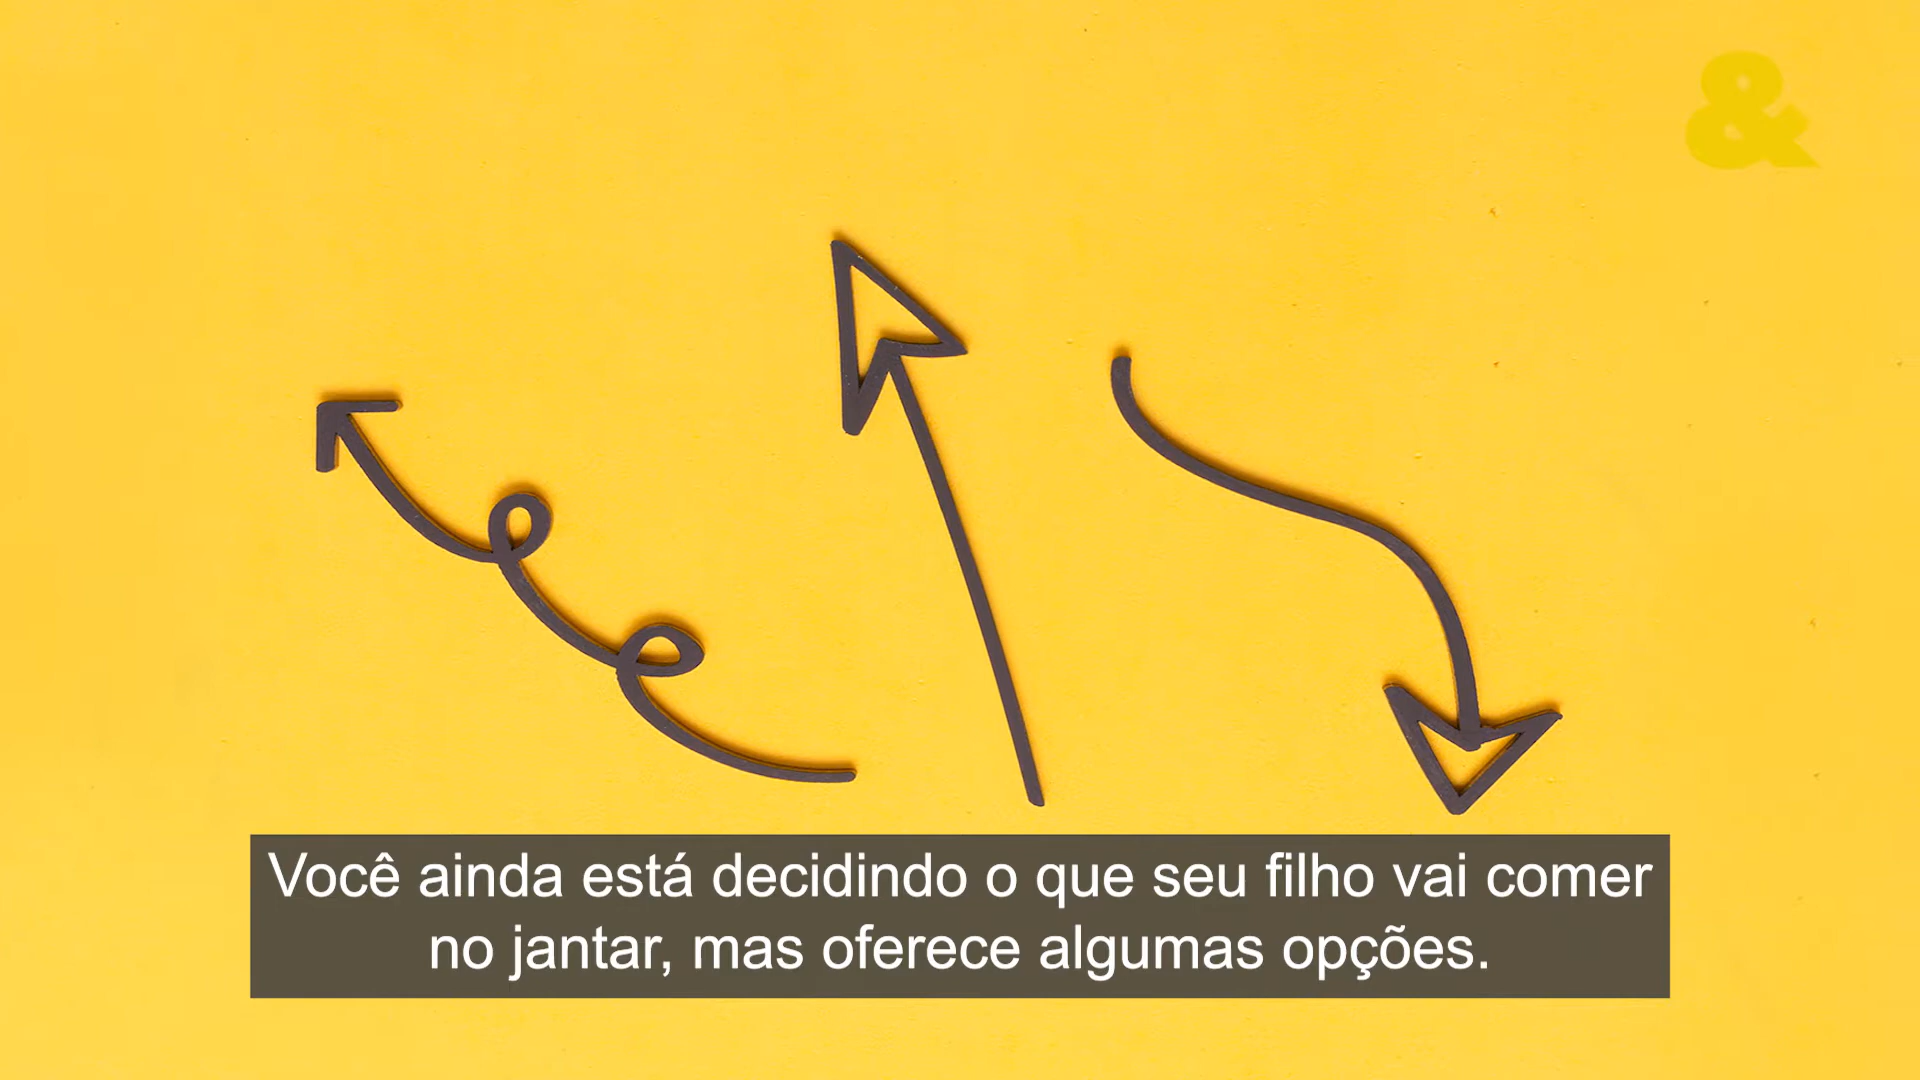 &
Você ainda está decidindo o que seu filho vai comer
no jantar, mas oferece algumas opções.